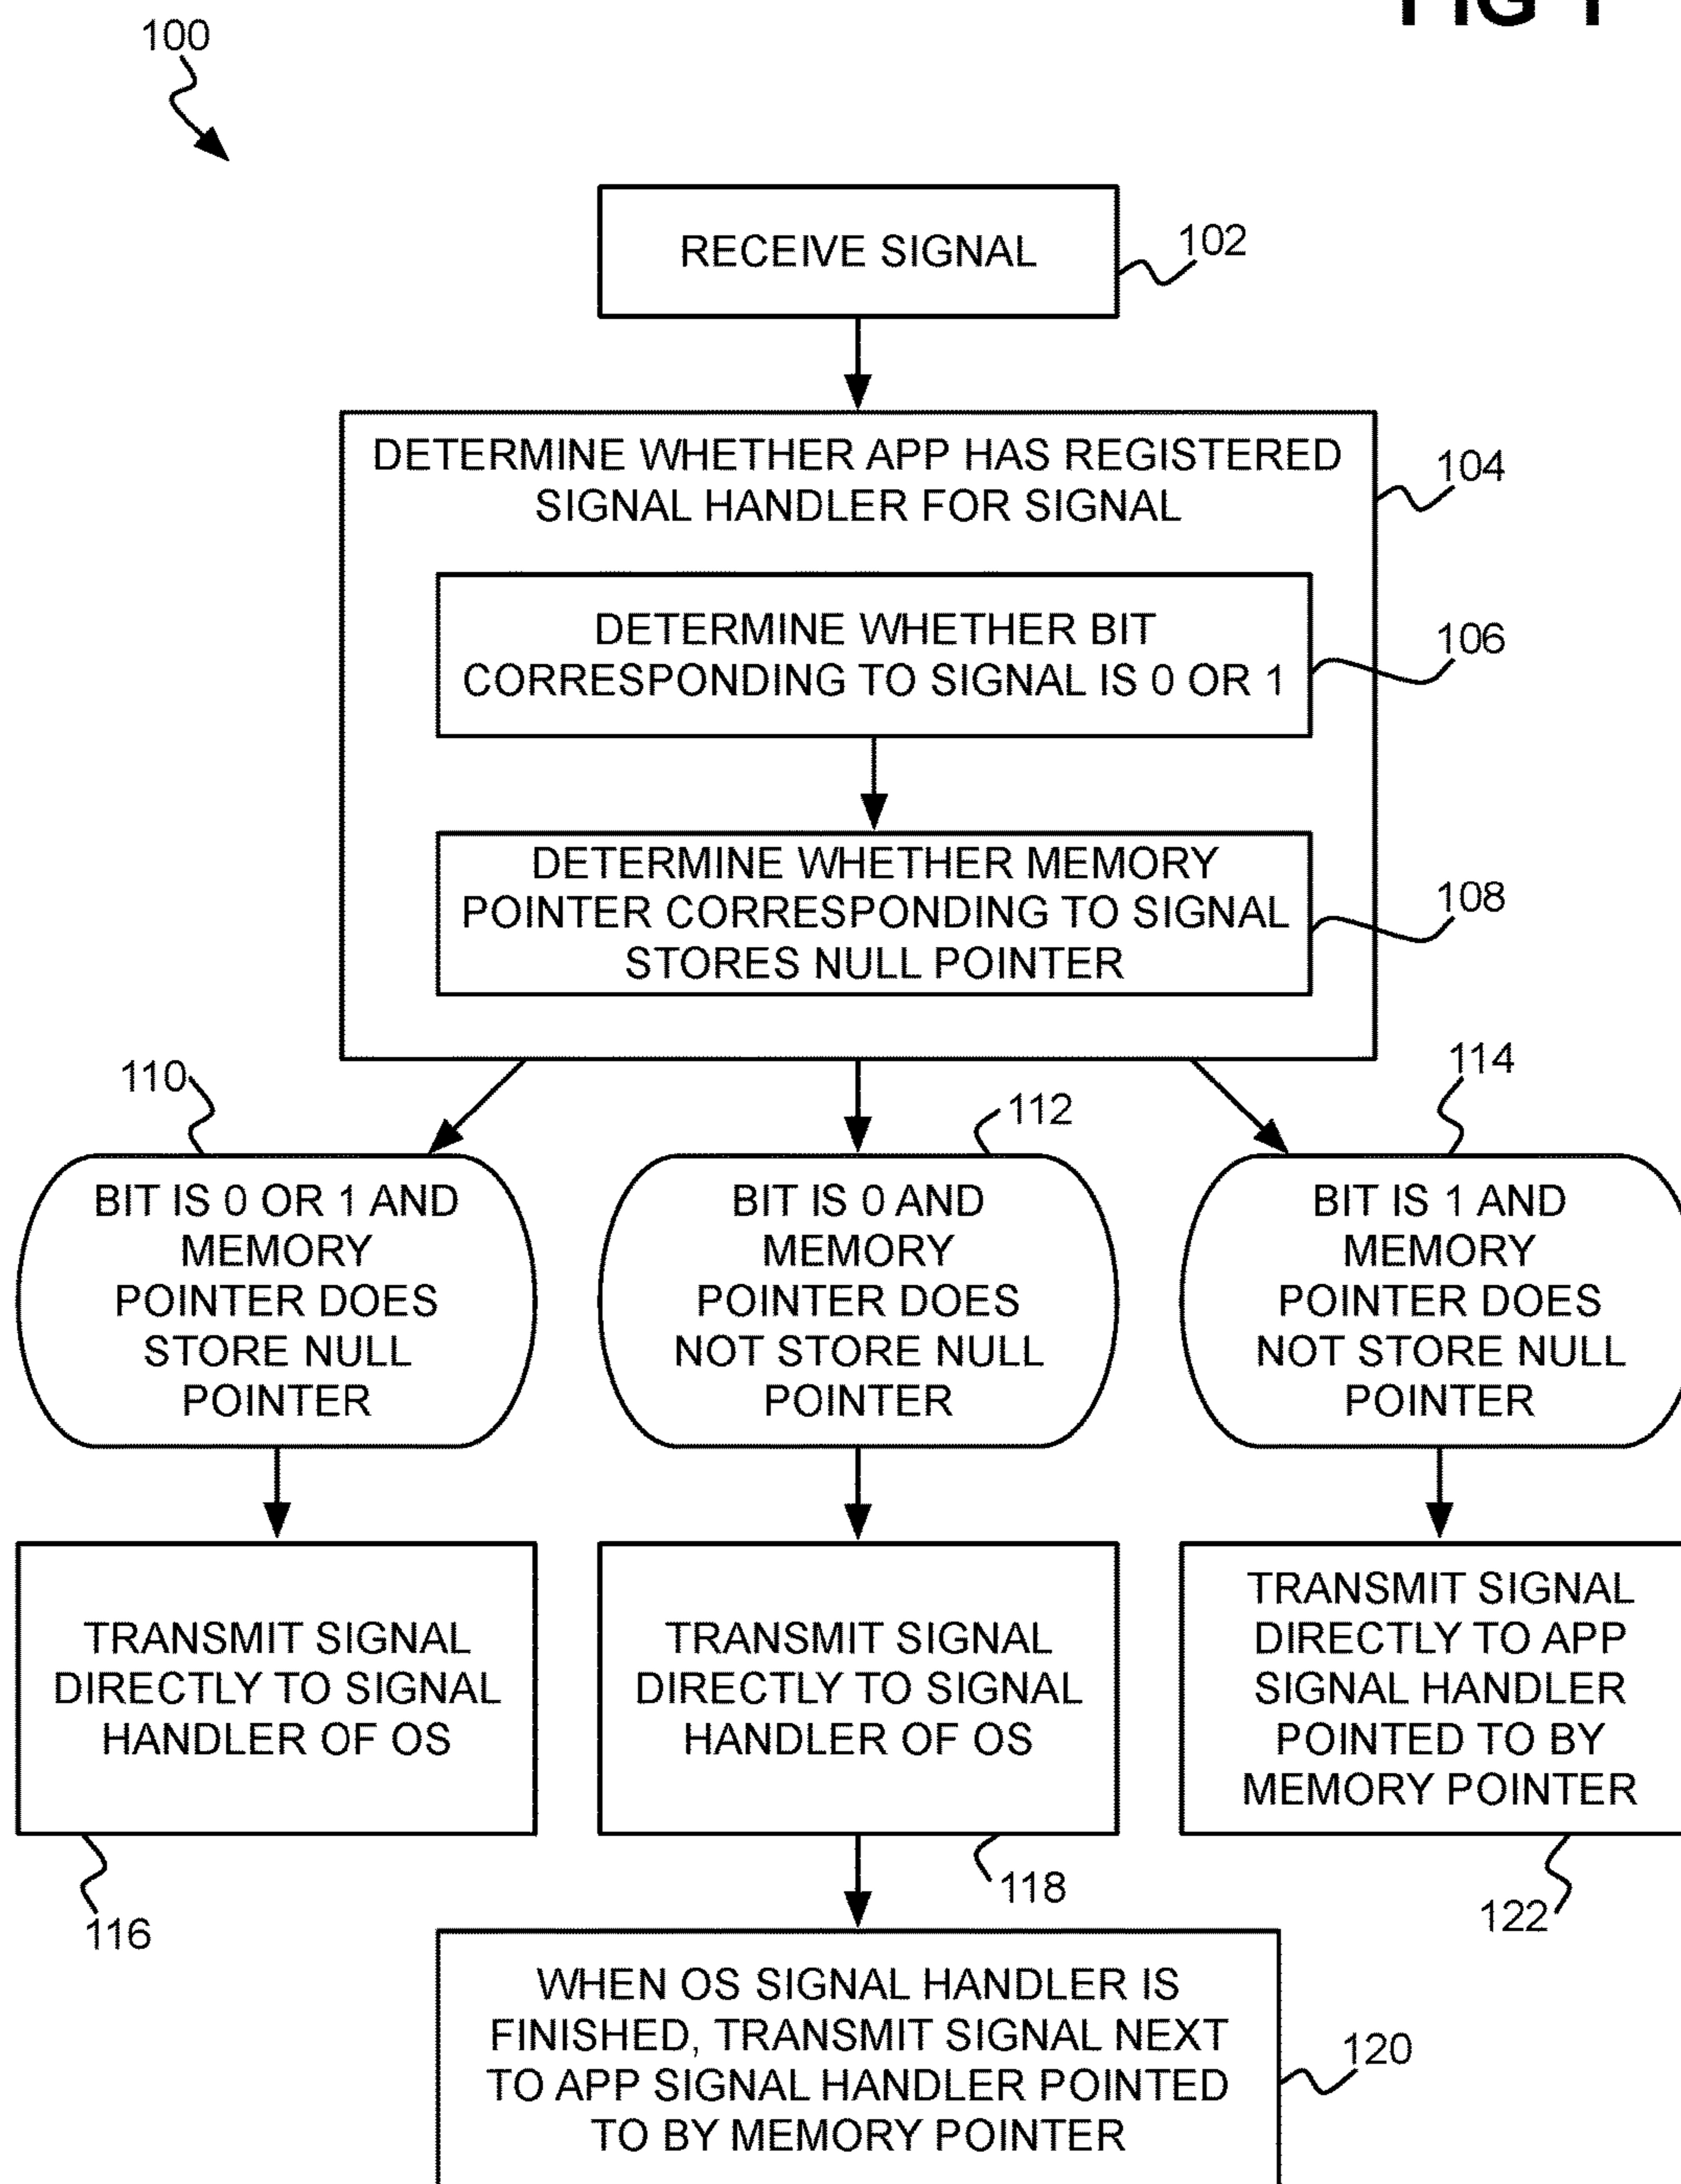 FIG 1
100
RECEIVE SIGNAL
102
DETERMINE WHETHER APP HAS REGISTERED
SIGNAL HANDLER FOR SIGNAL
104
DETERMINE WHETHER BIT
CORRESPONDING TO SIGNAL IS 0 OR 1
106
DETERMINE WHETHER MEMORY
POINTER CORRESPONDING TO SIGNAL
STORES NULL POINTER
108
110
112
114
BIT IS 0 OR 1 AND
MEMORY
POINTER DOES
STORE NULL
POINTER
BIT IS 0 AND
MEMORY
POINTER DOES
NOT STORE NULL
POINTER
BIT IS 1 AND
MEMORY
POINTER DOES
NOT STORE NULL
POINTER
TRANSMIT SIGNAL
DIRECTLY TO SIGNAL
HANDLER OF OS
116
TRANSMIT SIGNAL
DIRECTLY TO SIGNAL
HANDLER OF OS
118
TRANSMIT SIGNAL
DIRECTLY TO APP
SIGNAL HANDLER
POINTED TO BY
MEMORY POINTER
122
WHEN OS SIGNAL HANDLER IS
FINISHED, TRANSMIT SIGNAL NEXT
TO APP SIGNAL HANDLER POINTED
TO BY MEMORY POINTER
120